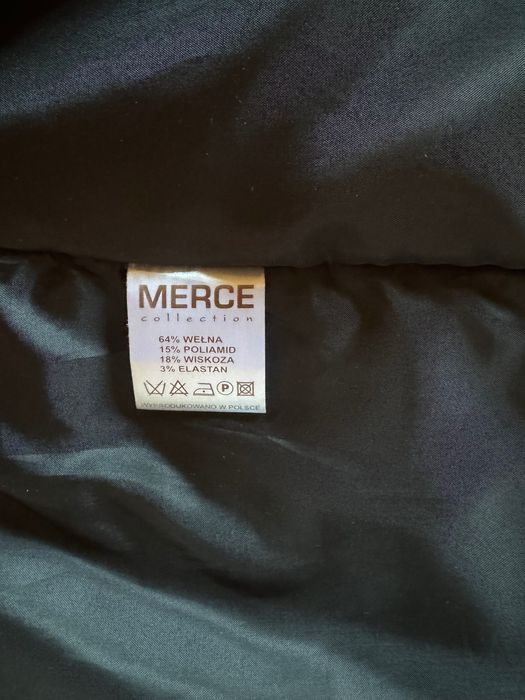 MERCE
collection
64% WEŁNA
15% POLIAMID
18% WISKOZA
3% ELASTAN
P
WYPRODUKOWANO W POLSCE